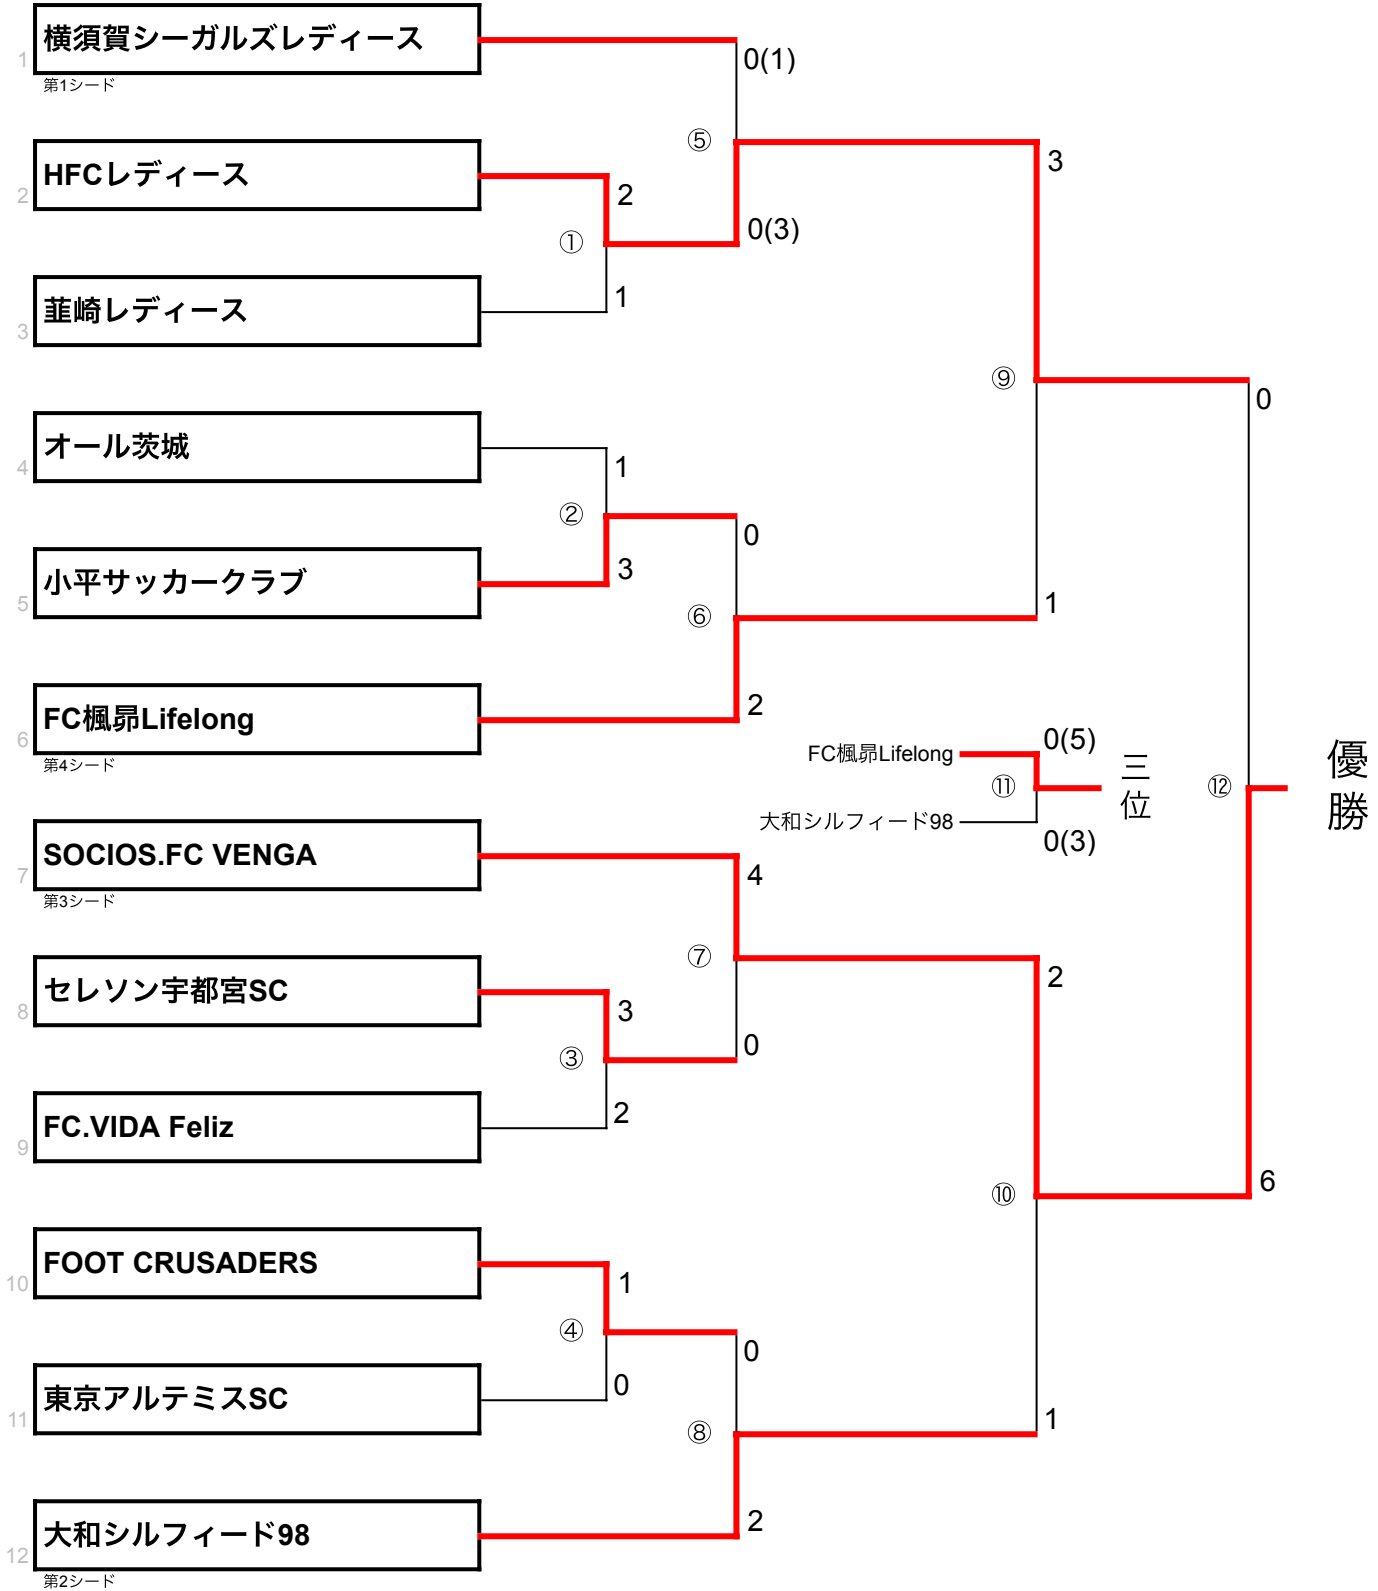 1
横須賀シーガルズレディース
第1シード
0(1)
⑤
3
2
HFCレディース
2
①
0(3)
3
韮崎レディース
1
⑨
0
4
オール茨城
1
②
0
5
小平サッカークラブ
3
⑥
1
6
FC楓昴Lifelong
第4シード
2
FC楓昴Lifelong
0(5)
⑪
三位
大和シルフィード98
0(3)
⑫
優勝
7
SOCIOS.FC VENGA
第3シード
4
⑦
2
8
セレソン宇都宮SC
3
③
0
9
FC.VIDA Feliz
2
⑩
6
10
FOOT CRUSADERS
1
④
0
11
東京アルテミスSC
0
⑧
1
12
大和シルフィード98
第2シード
2